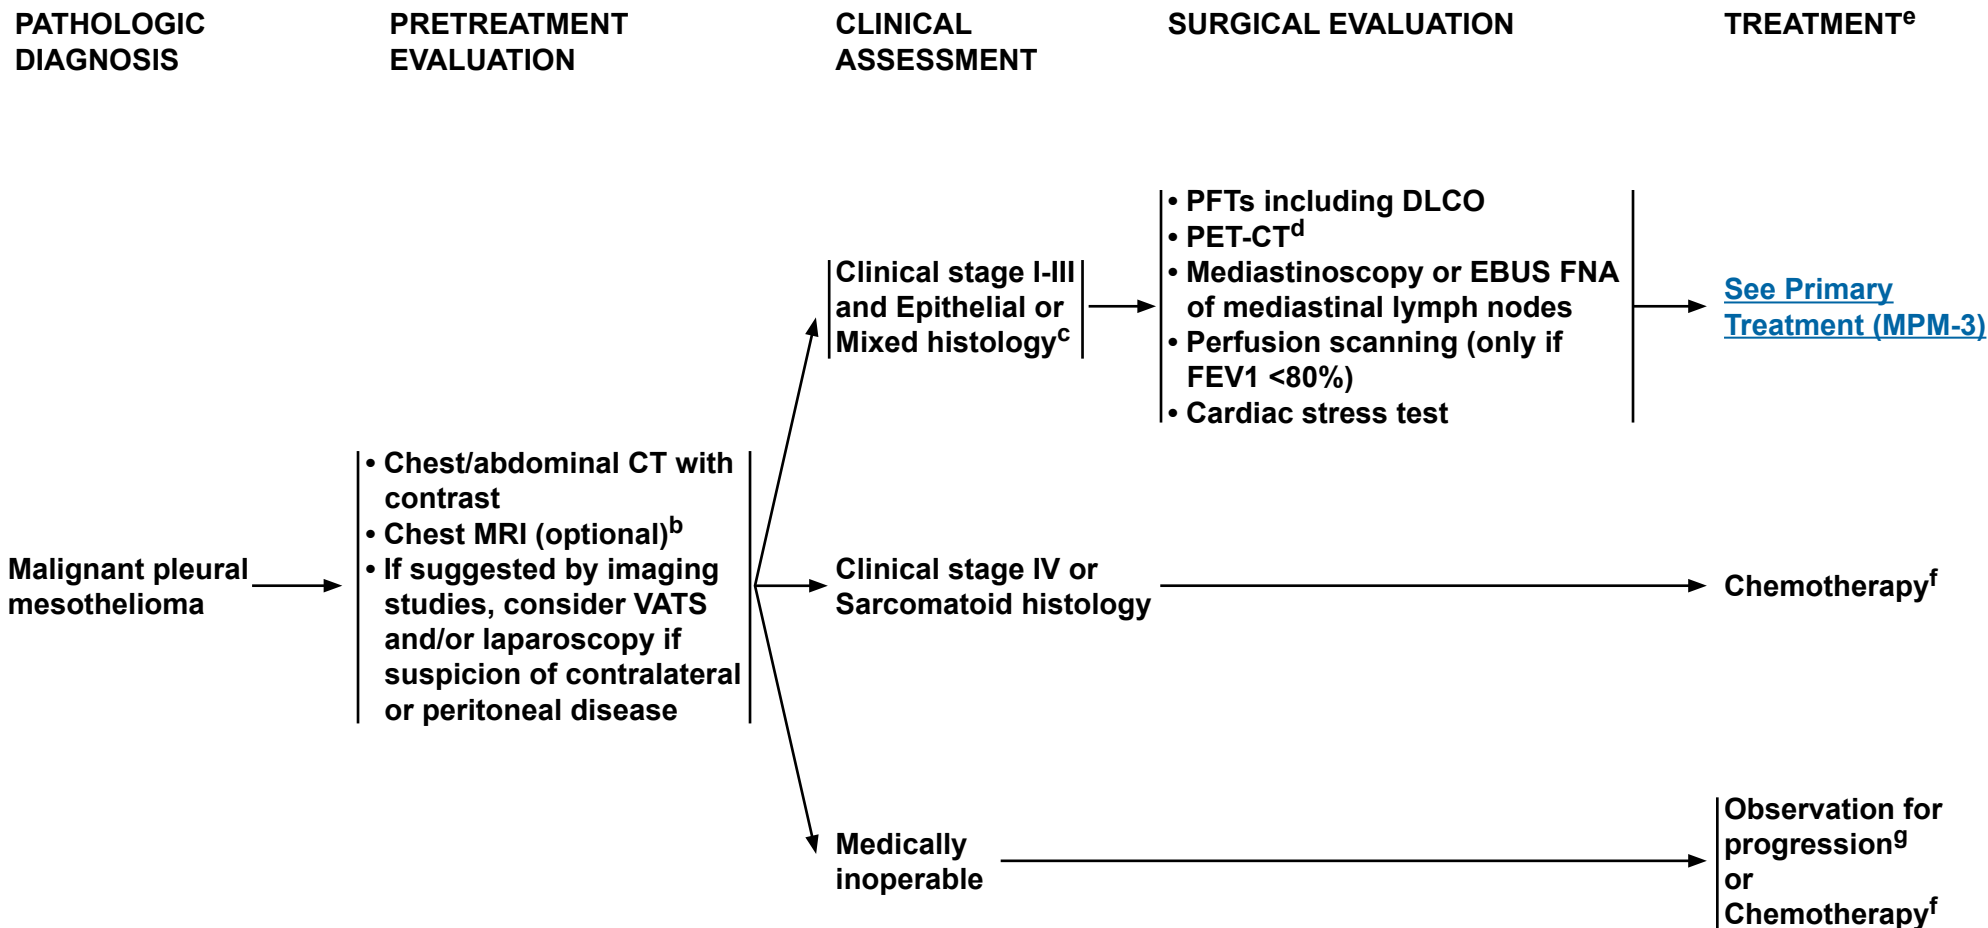 PATHOLOGIC
DIAGNOSIS
PRETREATMENT
EVALUATION
CLINICAL
ASSESSMENT
SURGICAL EVALUATION
TREATMENTe
Malignant pleural
mesothelioma
• Chest/abdominal CT with
contrast
• Chest MRI (optional)b
• If suggested by imaging
studies, consider VATS
and/or laparoscopy if
suspicion of contralateral
or peritoneal disease
Clinical stage I-III
and Epithelial or
Mixed histologyc
• PFTs including DLCO
• PET-CTd
• Mediastinoscopy or EBUS FNA
of mediastinal lymph nodes
• Perfusion scanning (only if
FEV1 <80%)
• Cardiac stress test
See Primary
Treatment (MPM-3)
Clinical stage IV or
Sarcomatoid histology
Chemotherapyf
Medically
inoperable
Observation for
progressiong
or
Chemotherapyf